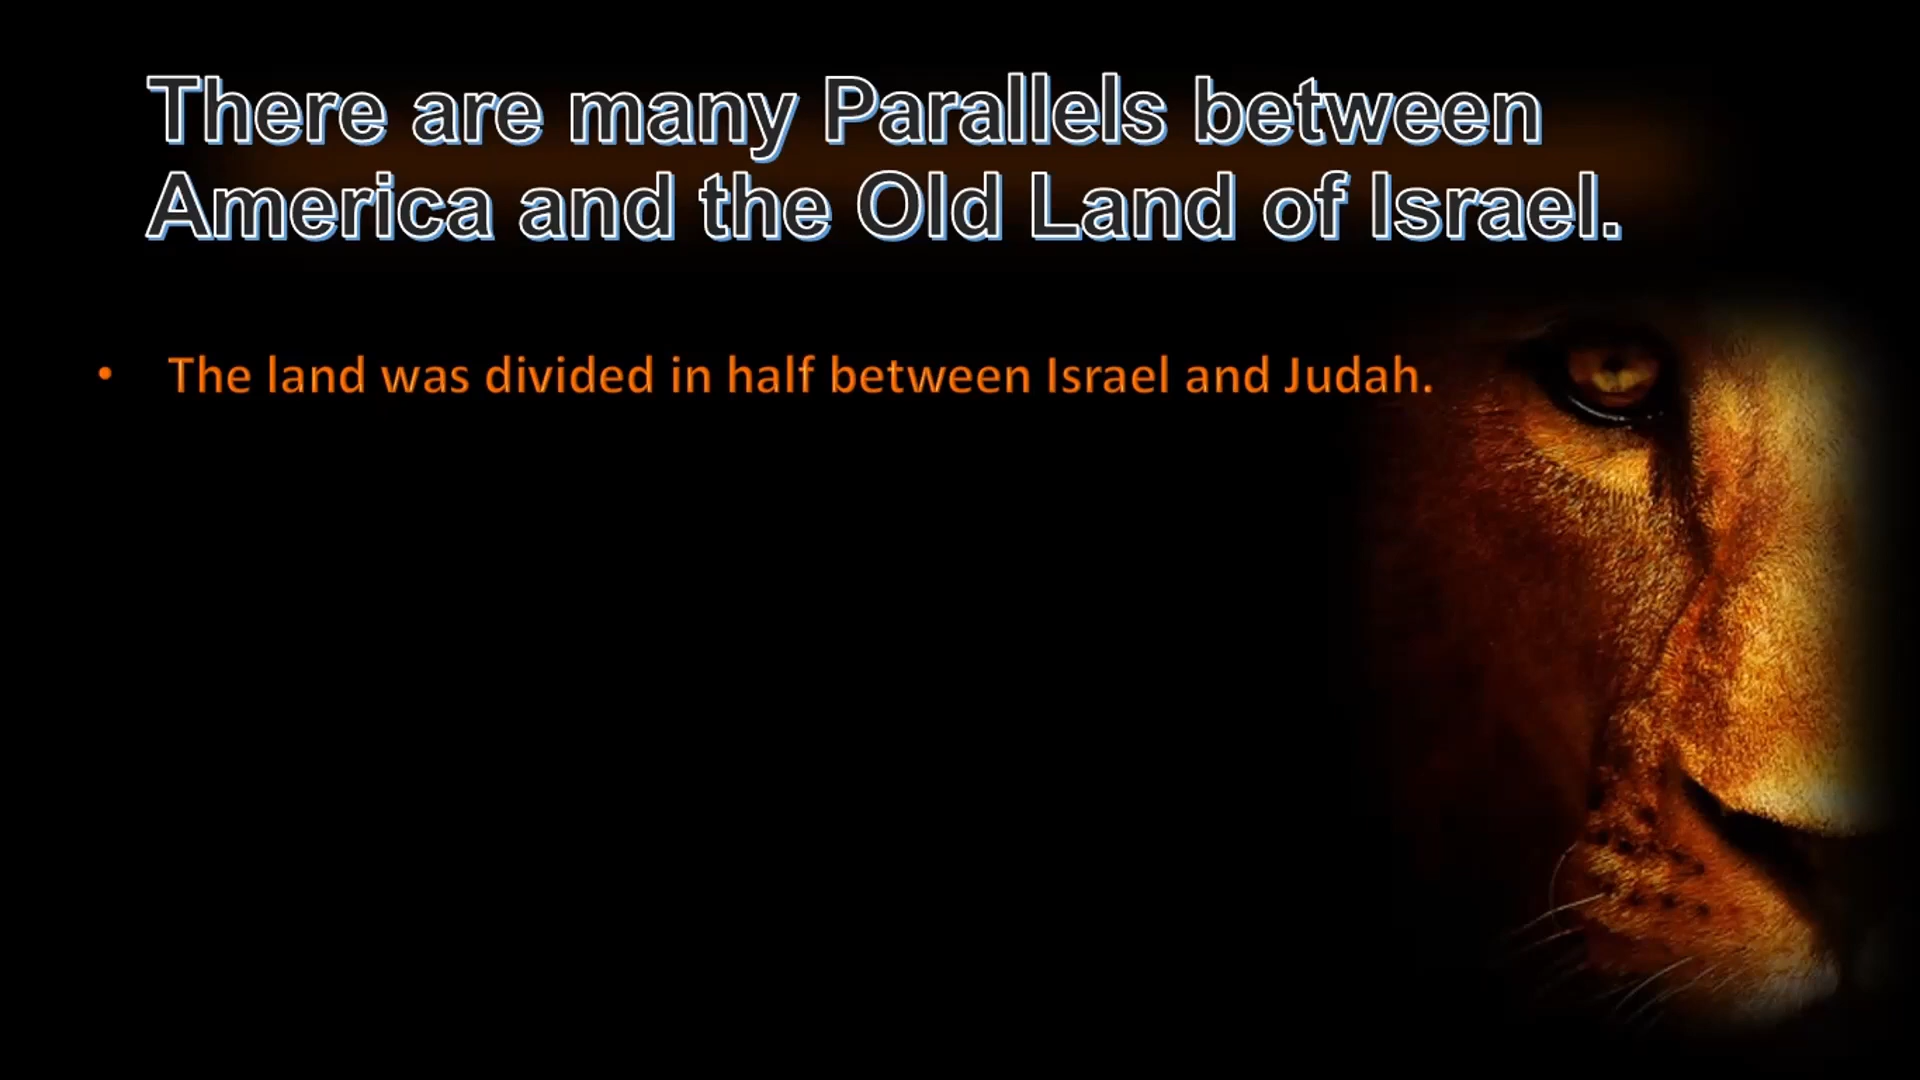 There are many Parallels between
America and the Old Land of Israel.
• The land was divided in half between Israel and Judah.